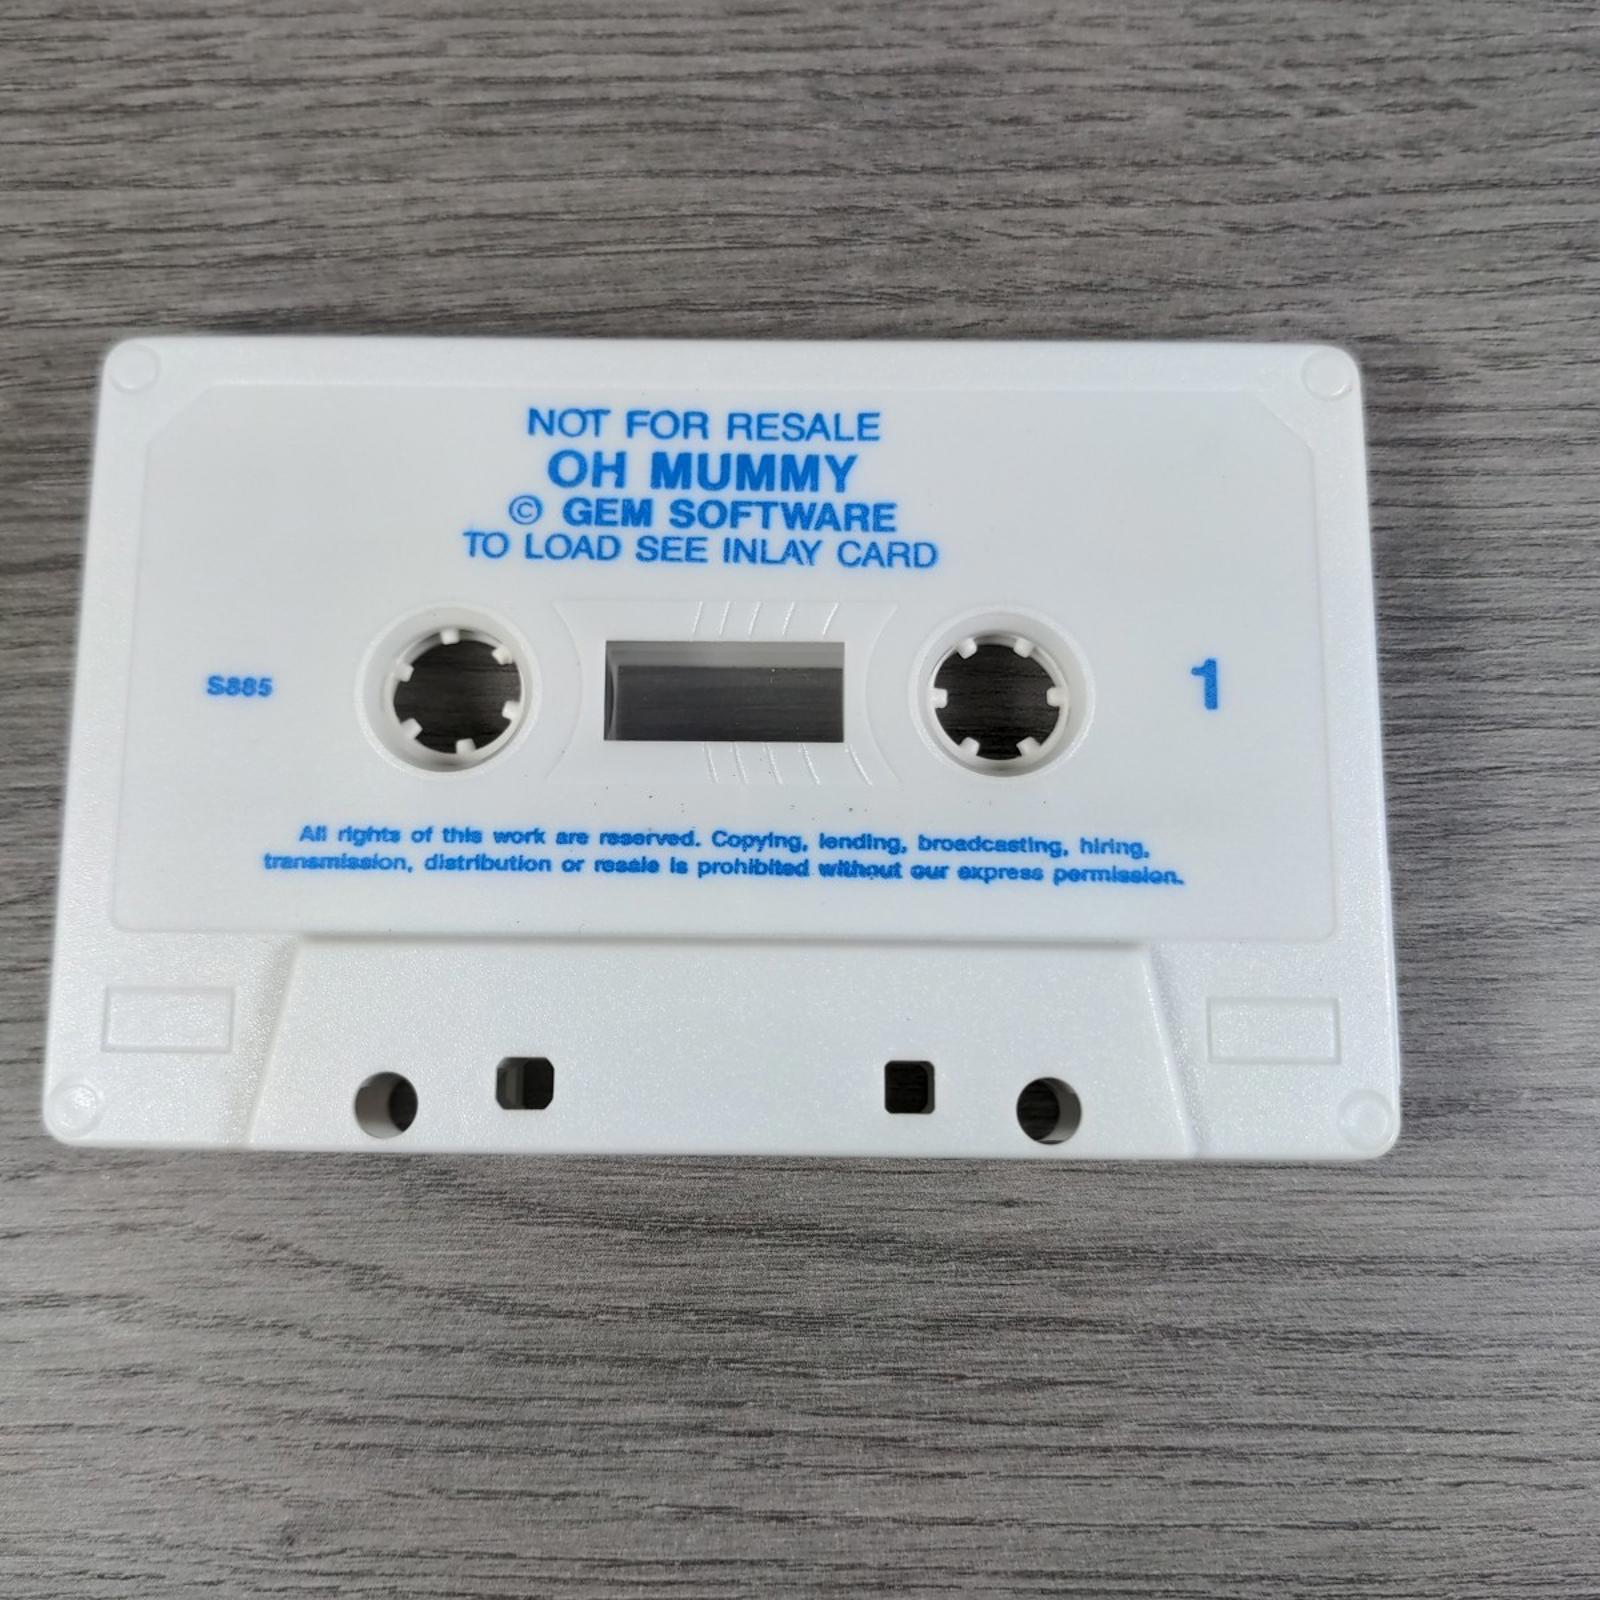 NOT FOR RESALE
OH MUMMY
© GEM SOFTWARE
TO LOAD SEE INLAY CARD
S885
1
All rights of this work are reserved. Copying, lending, broadcasting, hiring,
transmission, distribution or resale is prohibited without our express permission.